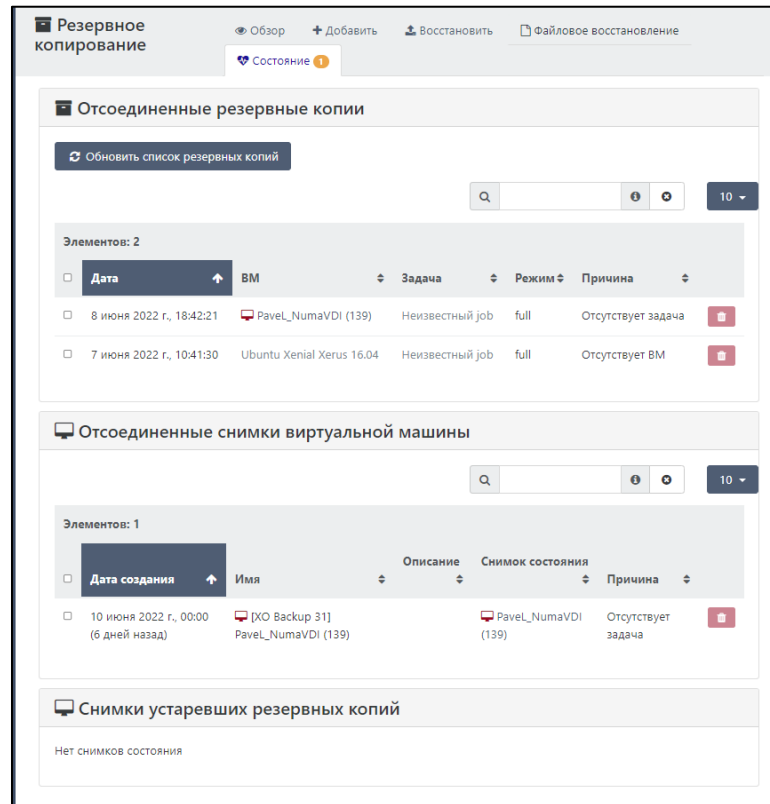 Резервное копирование
Обзор
Добавить
Восстановить
Файловое восстановление
Состояние 1
Отсоединенные резервные копии
Обновить список резервных копий
10
Элементов: 2
Дата ВМ Задача Режим Причина
8 июня 2022 г., 18:42:21 PaveL_NumaVDI (139) Неизвестный job full Отсутствует задача
7 июня 2022 г., 10:41:30 Ubuntu Xenial Xerus 16.04 Неизвестный job full Отсутствует ВМ
Отсоединенные снимки виртуальной машины
10
Элементов: 1
Дата создания Имя Описание Снимок состояния Причина
10 июня 2022 г., 00:00 [XO Backup 31] PaveL_NumaVDI Отсутствует
(6 дней назад) PaveL_NumaVDI (139) (139) задача
Снимки устаревших резервных копий
Нет снимков состояния